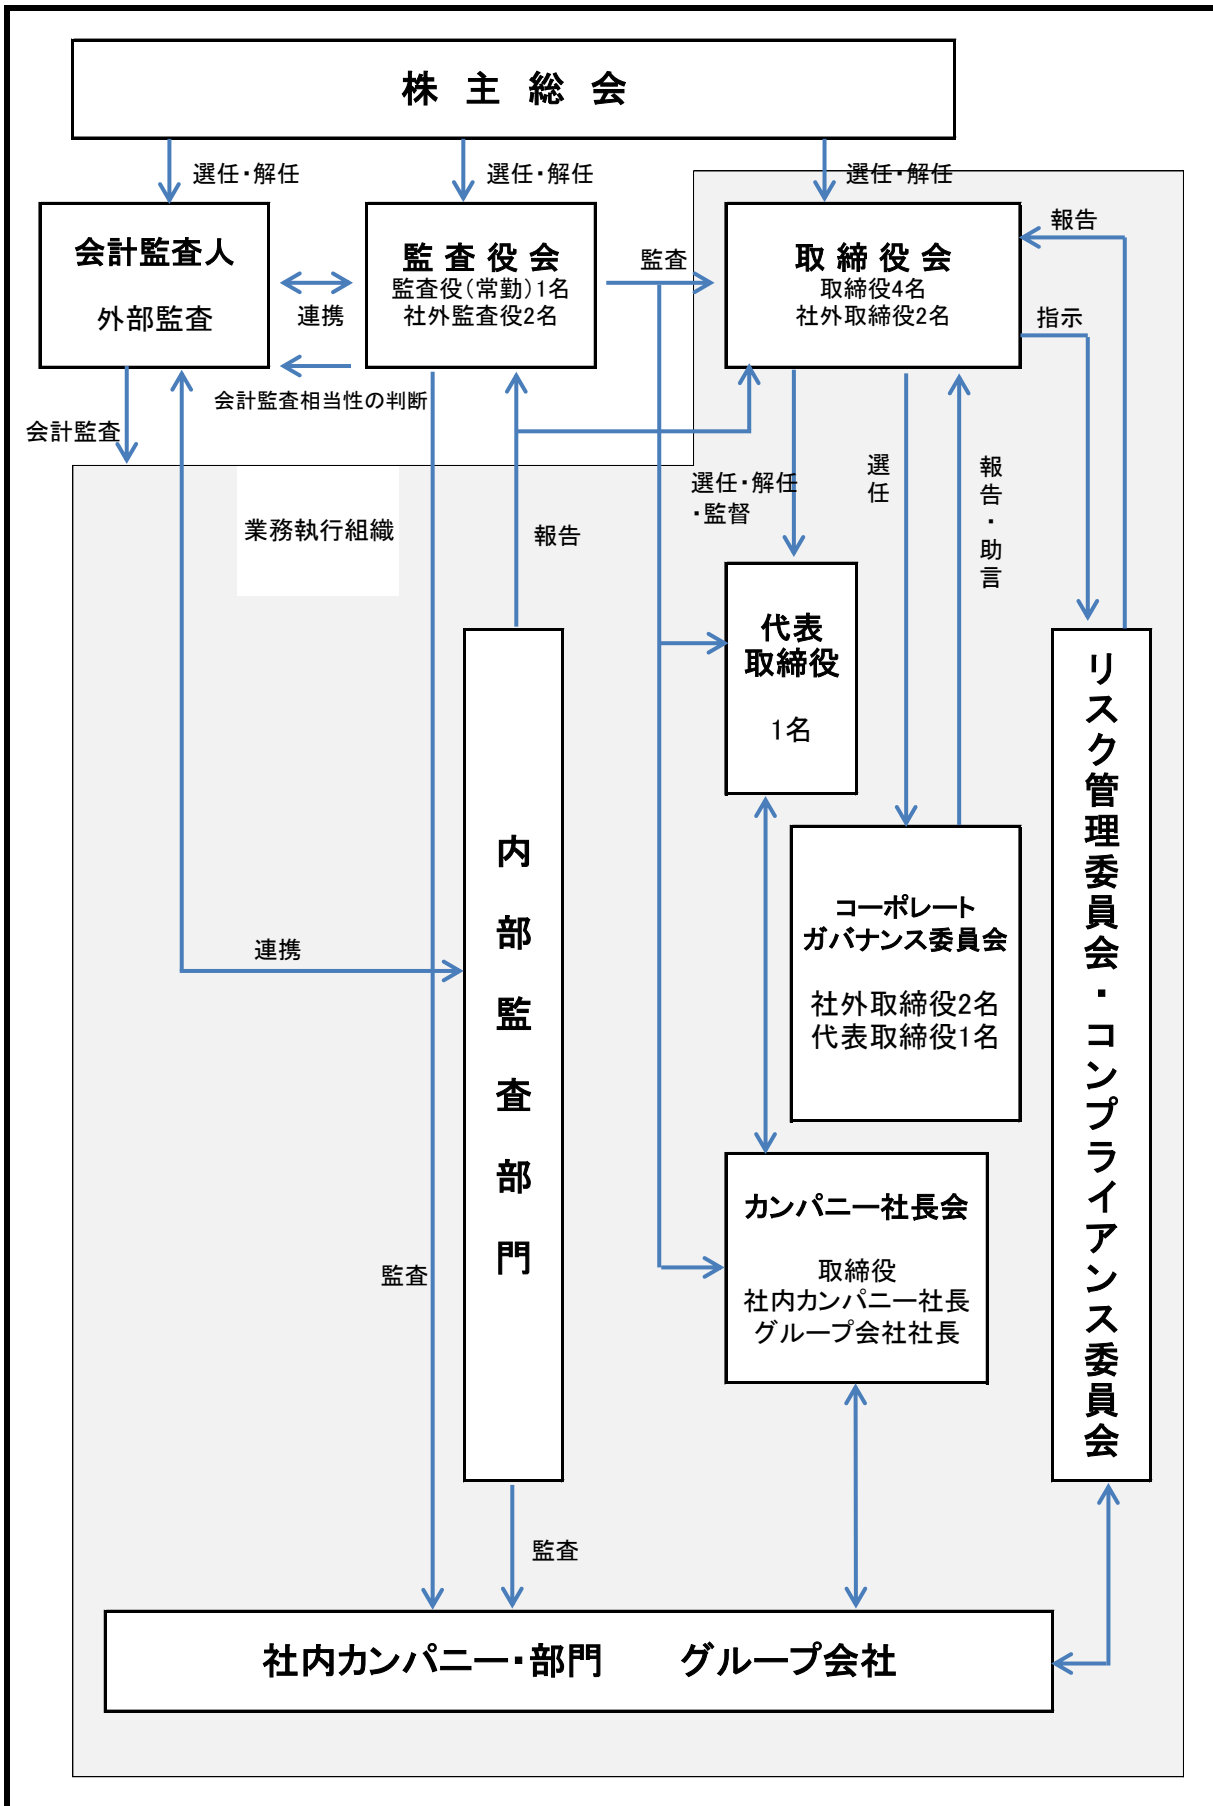 株主総会
選任・解任
選任・解任
選任・解任
会計監査人
外部監査
連携
監査役会
監査役(常勤)1名
社外監査役2名
監査
取締役会
取締役4名
社外取締役2名
報告
指示
会計監査相当性の判断
会計監査
業務執行組織
報告
選任・解任
・監督
選任
報告・助言
代表
取締役
1名
リスク管理委員会・コンプライアンス委員会
内部監査部門
連携
コーポレート
ガバナンス委員会
社外取締役2名
代表取締役1名
カンパニー社長会
取締役
社内カンパニー社長
グループ会社社長
監査
監査
社内カンパニー・部門　グループ会社